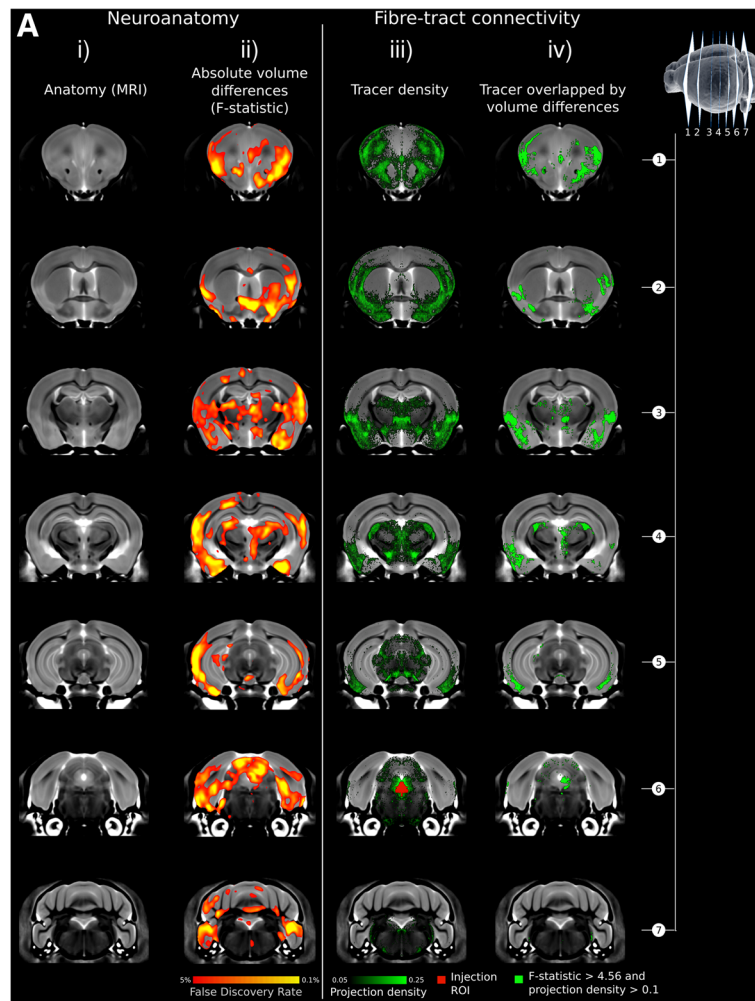 A
Neuroanatomy
Fibre-tract connectivity
i)
ii)
iii)
iv)
Anatomy (MRI)
Absolute volume
differences
(F-statistic)
Tracer density
Tracer overlapped by
volume differences
1 2 3 4 5 6 7
1
2
3
4
5
6
7
5%
0.1%
False Discovery Rate
0.05
0.25
Projection density
Injection
ROI
F-statistic > 4.56 and
projection density > 0.1